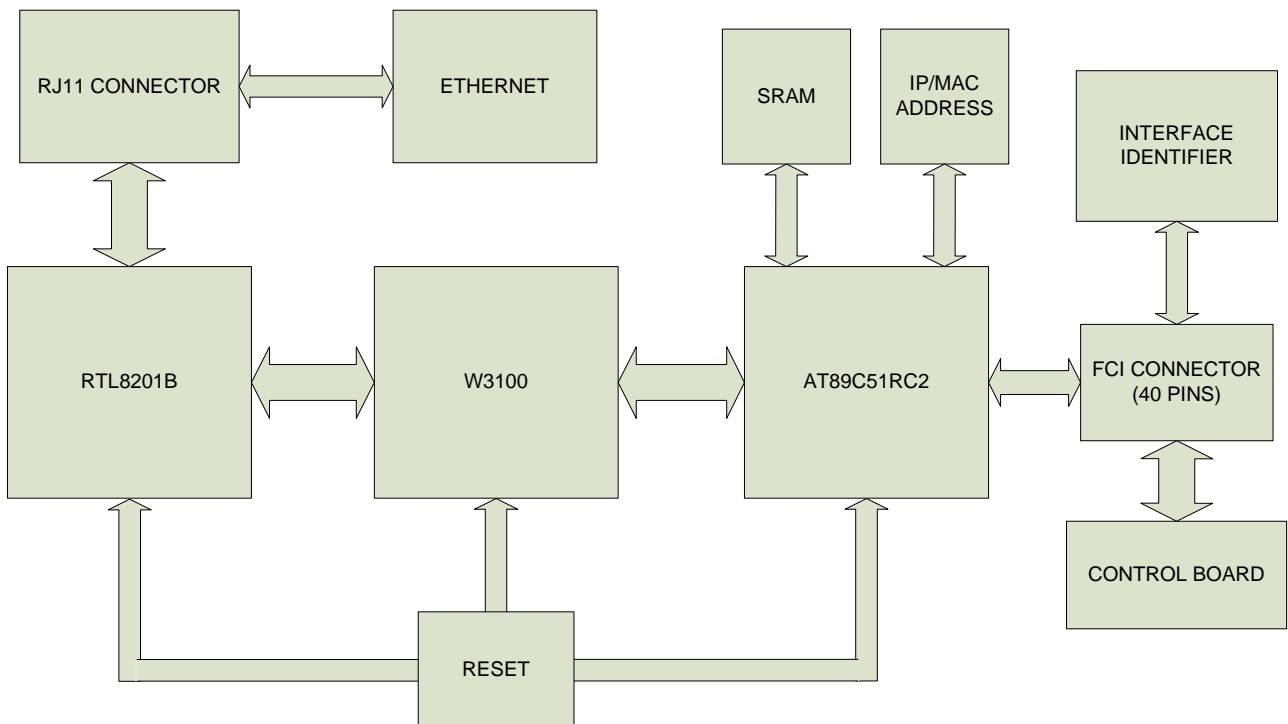 RJ11 CONNECTOR
ETHERNET
SRAM
IP/MAC
ADDRESS
INTERFACE
IDENTIFIER
RTL8201B
W3100
AT89C51RC2
FCI CONNECTOR
(40 PINS)
CONTROL BOARD
RESET